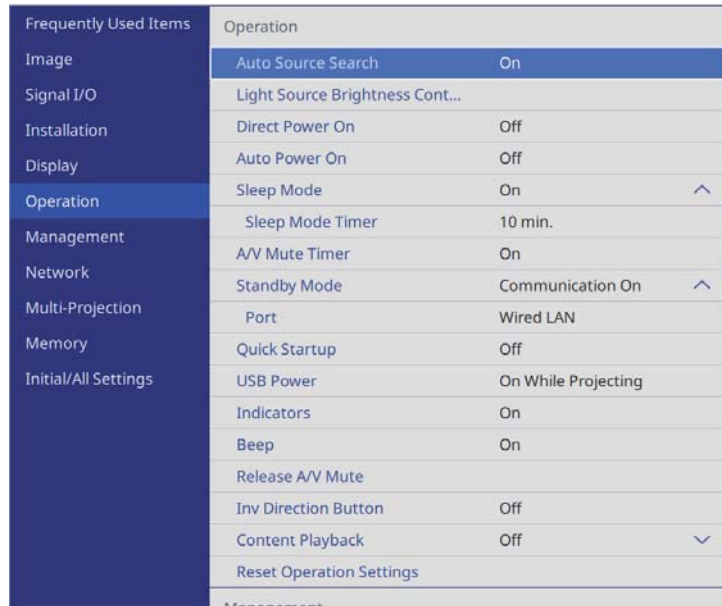 Frequently Used Items
Image
Signal I/O
Installation
Display
Operation
Management
Network
Multi-Projection
Memory
Initial/All Settings
Operation
Auto Source Search On
Light Source Brightness Cont...
Direct Power On Off
Auto Power On Off
Sleep Mode On
Sleep Mode Timer 10 min.
A/V Mute Timer On
Standby Mode Communication On
Port Wired LAN
Quick Startup Off
USB Power On While Projecting
Indicators On
Beep On
Release A/V Mute
Inv Direction Button Off
Content Playback Off
Reset Operation Settings
Management